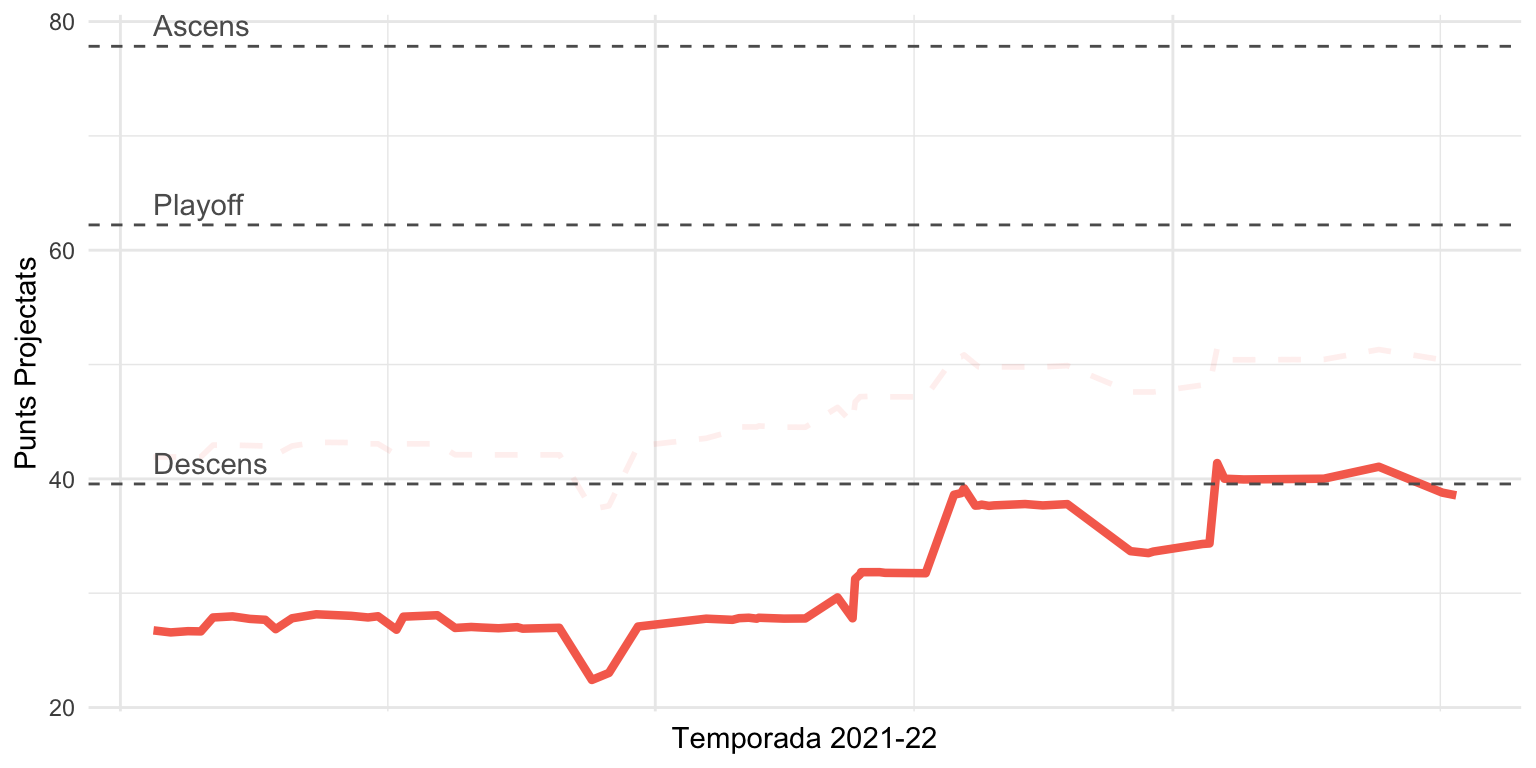 80
Ascens
Playoff
60
Punts Projectats
Descens
40
20
Temporada 2021-22